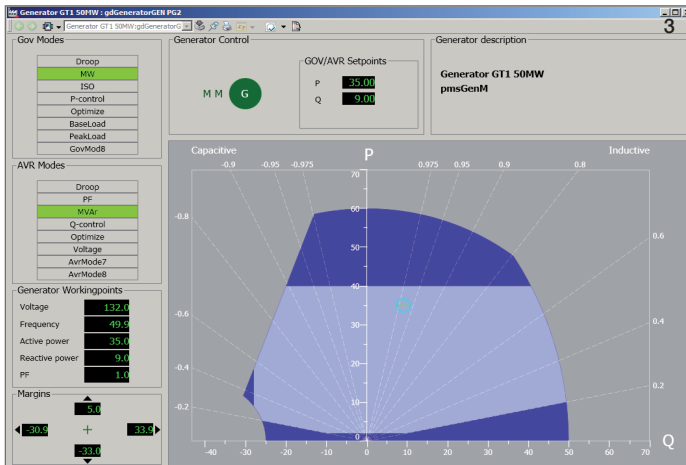 Generator GT1 50MW : gdGeneratorGEN PG2
Generator GT1 50MW:gdGeneratorG
3
Gov Modes
Droop
MW
ISO
P-control
Optimize
BaseLoad
PeakLoad
GovMod8
AVR Modes
Droop
PF
MVAr
Q-control
Optimize
Voltage
AvrMode7
AvrMode8
Generator Workingpoints
Voltage 132.0
Frequency 49.9
Active power 35.0
Reactive power 9.0
PF 1.0
Margins
5.0
-30.9 + 33.9
-33.0
Generator Control
M M G
GOV/AVR Setpoints
P 35.00
Q 9.00
Generator description
Generator GT1 50MW
pmsGenM
Capacitive P Inductive
-0.9 -0.95 -0.975 0.975 0.95 0.9 0.8
70
60
-0.8
0.6
50
40
-0.6
30
0.4
20
-0.4
0.2
10
-0.2
0
-40 -30 -20 -10 0 10 20 30 40 50 60 70 Q